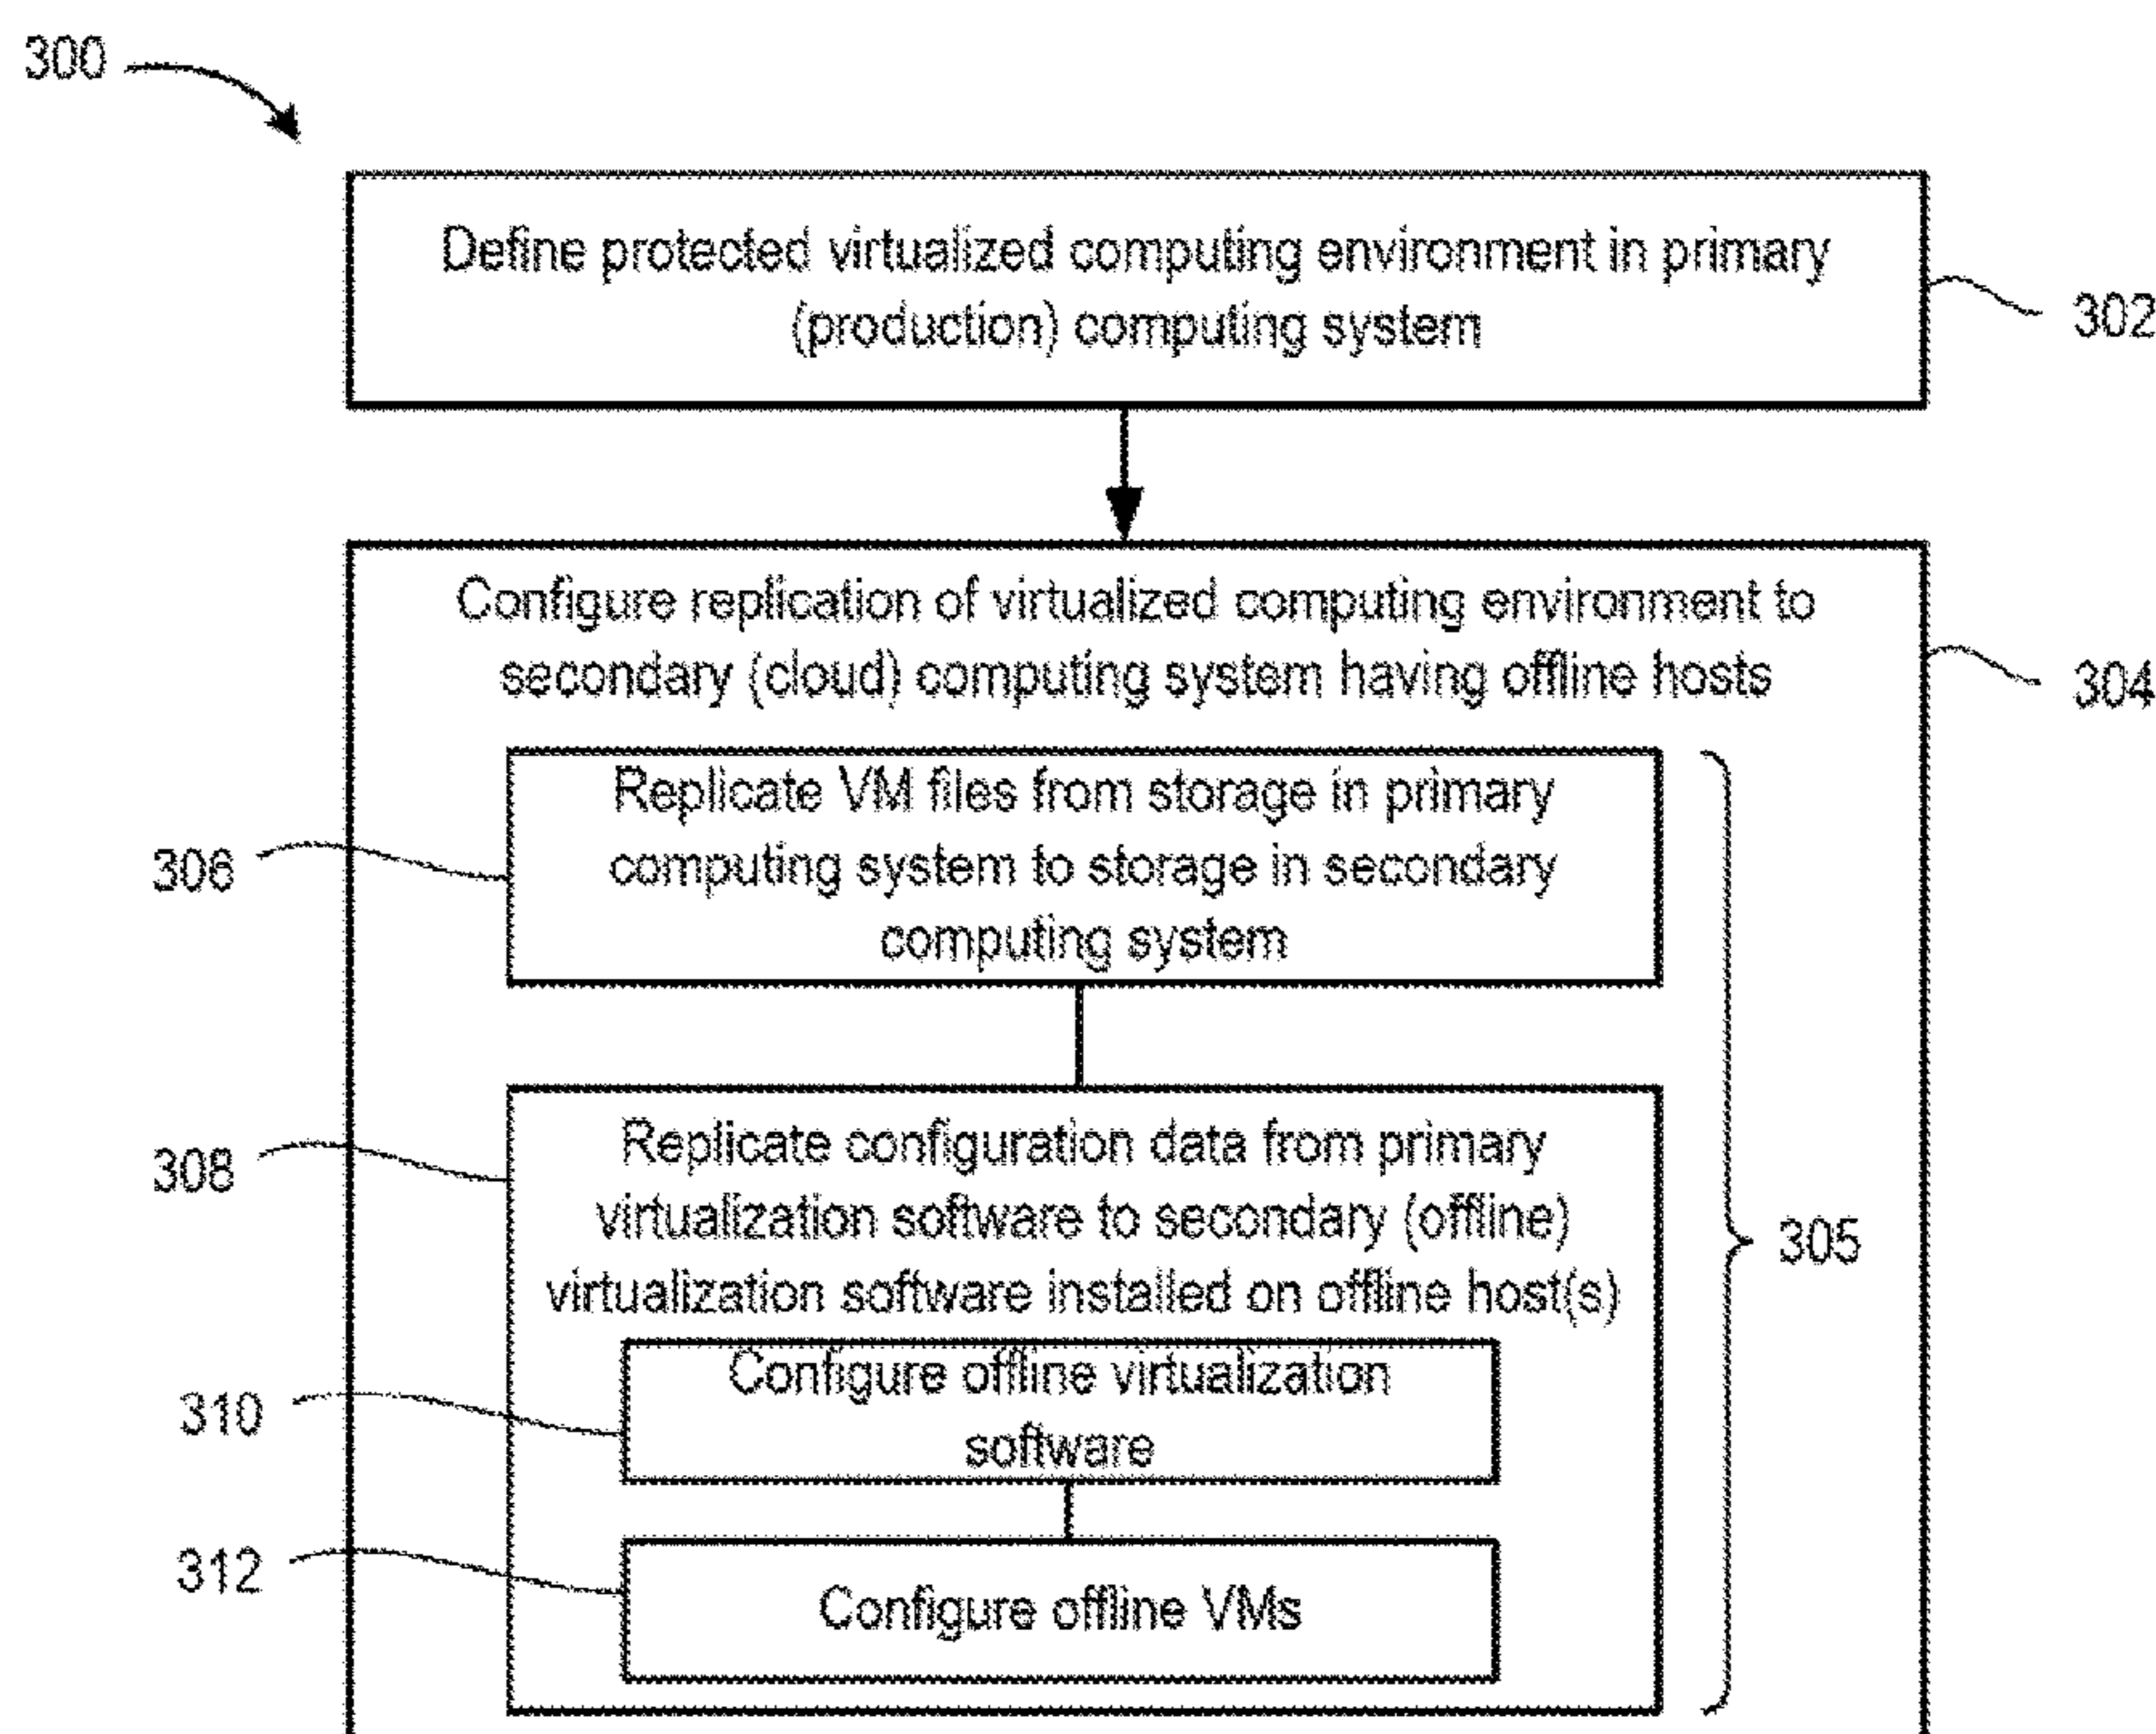 300
Define protected virtualized computing environment in primary
(production) computing system
302
Configure replication of virtualized computing environment to
secondary (cloud) computing system having offline hosts
304
Replicate VM files from storage in primary
computing system to storage in secondary
computing system
306
Replicate configuration data from primary
virtualization software to secondary (offline)
virtualization software installed on offline host(s)
308
305
Configure offline virtualization
software
310
Configure offline VMs
312